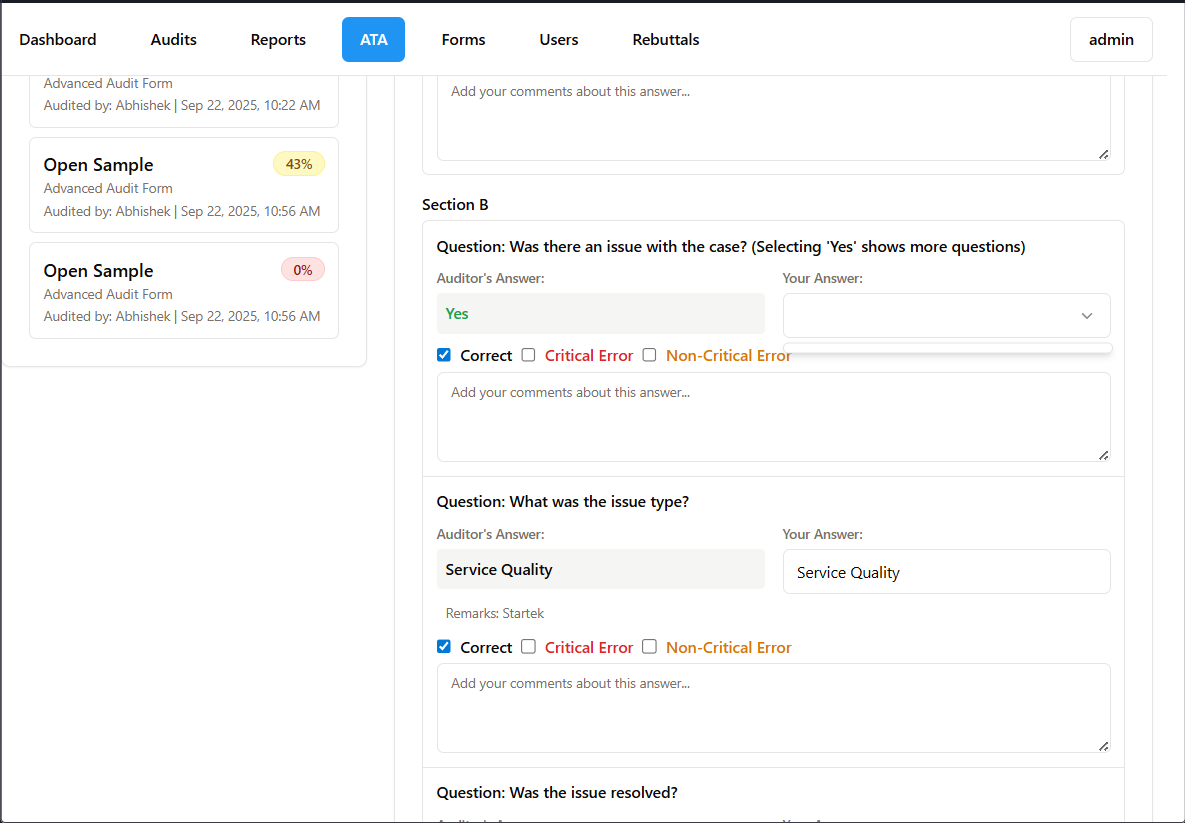 Dashboard
Audits
Reports
ATA
Forms
Users
Rebuttals
admin
Advanced Audit Form
Audited by: Abhishek | Sep 22, 2025, 10:22 AM
Open Sample
43%
Advanced Audit Form
Audited by: Abhishek | Sep 22, 2025, 10:56 AM
Open Sample
0%
Advanced Audit Form
Audited by: Abhishek | Sep 22, 2025, 10:56 AM
Add your comments about this answer...
Section B
Question: Was there an issue with the case? (Selecting 'Yes' shows more questions)
Auditor's Answer:
Your Answer:
Yes
Correct
Critical Error
Non-Critical Error
Add your comments about this answer...
Question: What was the issue type?
Auditor's Answer:
Your Answer:
Service Quality
Service Quality
Remarks: Startek
Correct
Critical Error
Non-Critical Error
Add your comments about this answer...
Question: Was the issue resolved?